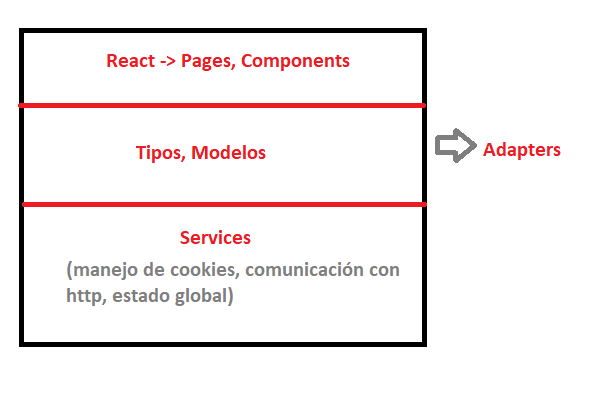 React -> Pages, Components
Tipos, Modelos
Adapters
Services
(manejo de cookies, comunicación con
http, estado global)